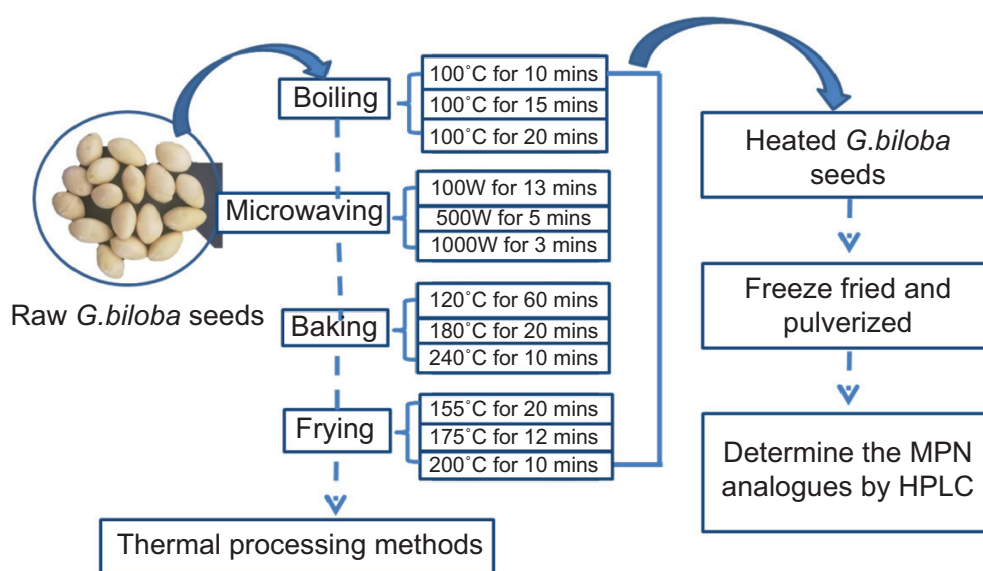 Raw G.biloba seeds
Boiling
100°C for 10 mins
100°C for 15 mins
100°C for 20 mins
Microwaving
100W for 13 mins
500W for 5 mins
1000W for 3 mins
Baking
120°C for 60 mins
180°C for 20 mins
240°C for 10 mins
Frying
155°C for 20 mins
175°C for 12 mins
200°C for 10 mins
Thermal processing methods
Heated G.biloba
seeds
Freeze fried and
pulverized
Determine the MPN
analogues by HPLC